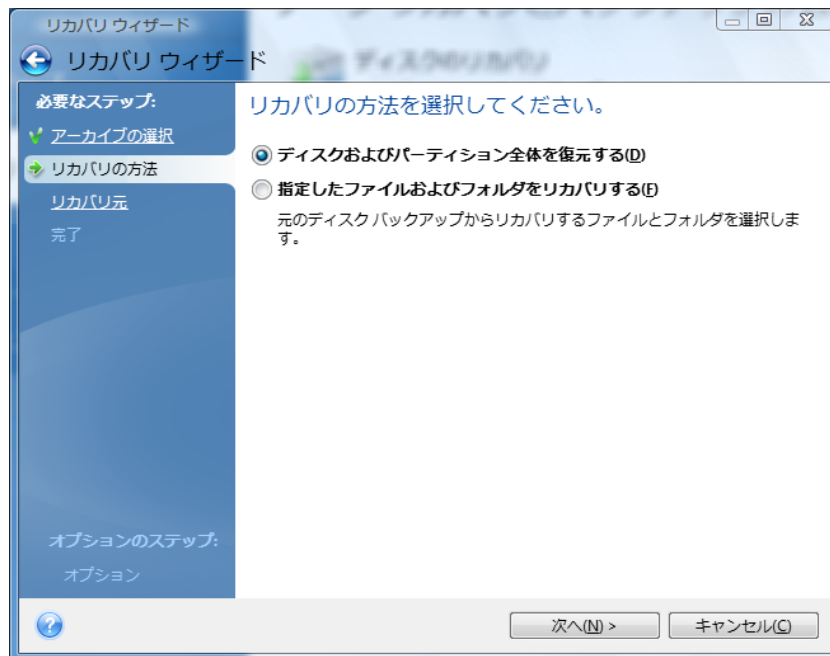 リカバリ ウィザード
リカバリ ウィザード
ディスクのリカバリ
必要なステップ:
アーカイブの選択
リカバリの方法
リカバリ元
完了
オプションのステップ:
オプション
リカバリの方法を選択してください。
ディスクおよびパーティション全体を復元する(D)
指定したファイルおよびフォルダをリカバリする(F)
元のディスク バックアップからリカバリするファイルとフォルダを選択しま
す。
次へ(N) >
キャンセル(C)